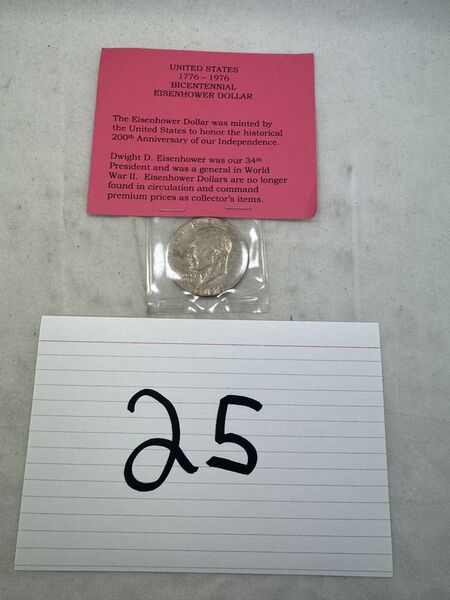 UNITED STATES
1776 – 1976
BICENTENNIAL
EISENHOWER DOLLAR
The Eisenhower Dollar was minted by
the United States to honor the historical
200th Anniversary of our Independence.
Dwight D. Eisenhower was our 34th
President and was a general in World
War II. Eisenhower Dollars are no longer
found in circulation and command
premium prices as collector's items.
25